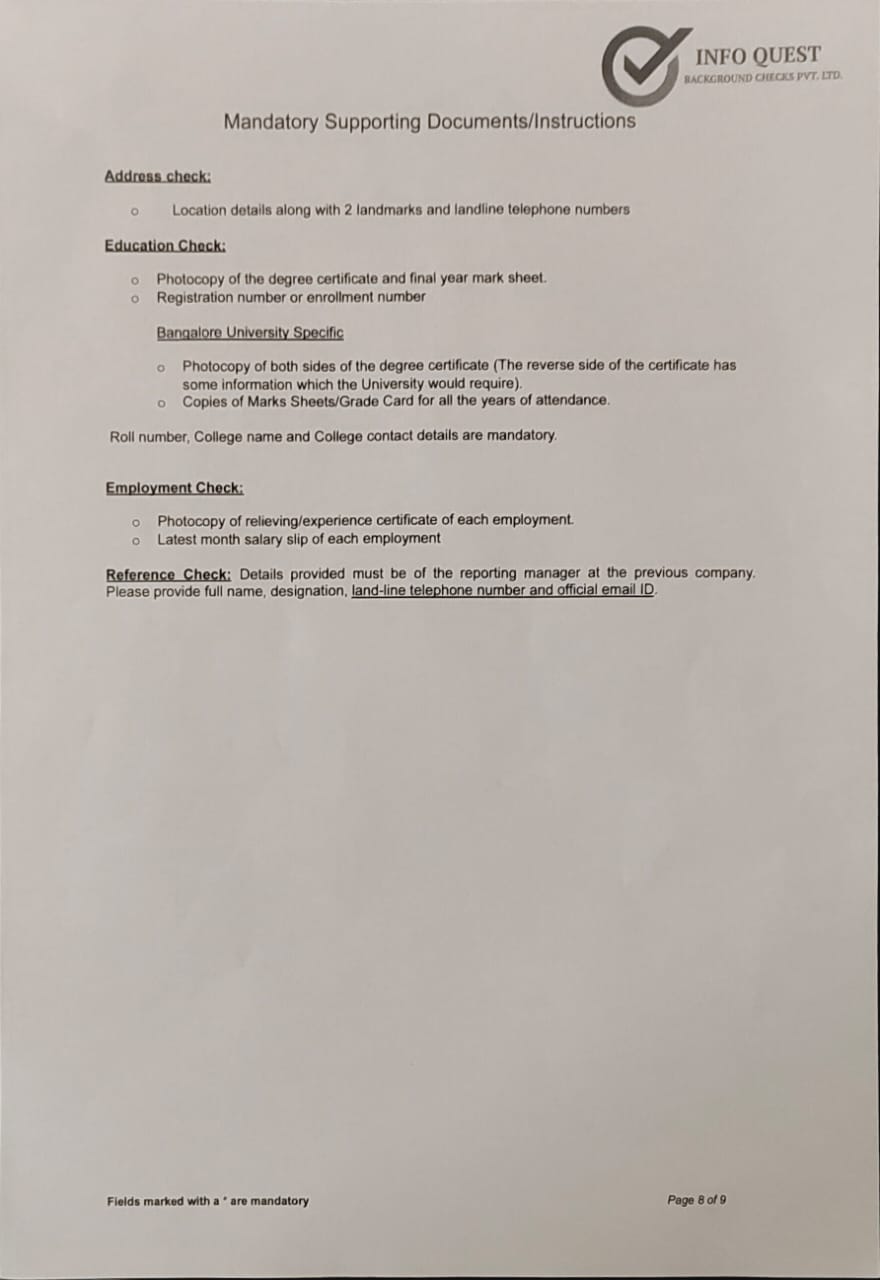 INFO QUEST
BACKGROUND CHECKS PVT. LTD.
Mandatory Supporting Documents/Instructions
Address check:
o Location details along with 2 landmarks and landline telephone numbers
Education Check:
o Photocopy of the degree certificate and final year mark sheet.
o Registration number or enrollment number
Bangalore University Specific
o Photocopy of both sides of the degree certificate (The reverse side of the certificate has
some information which the University would require).
o Copies of Marks Sheets/Grade Card for all the years of attendance.
Roll number, College name and College contact details are mandatory.
Employment Check:
o Photocopy of relieving/experience certificate of each employment.
o Latest month salary slip of each employment
Reference Check: Details provided must be of the reporting manager at the previous company.
Please provide full name, designation, land-line telephone number and official email ID.
Fields marked with a * are mandatory
Page 8 of 9